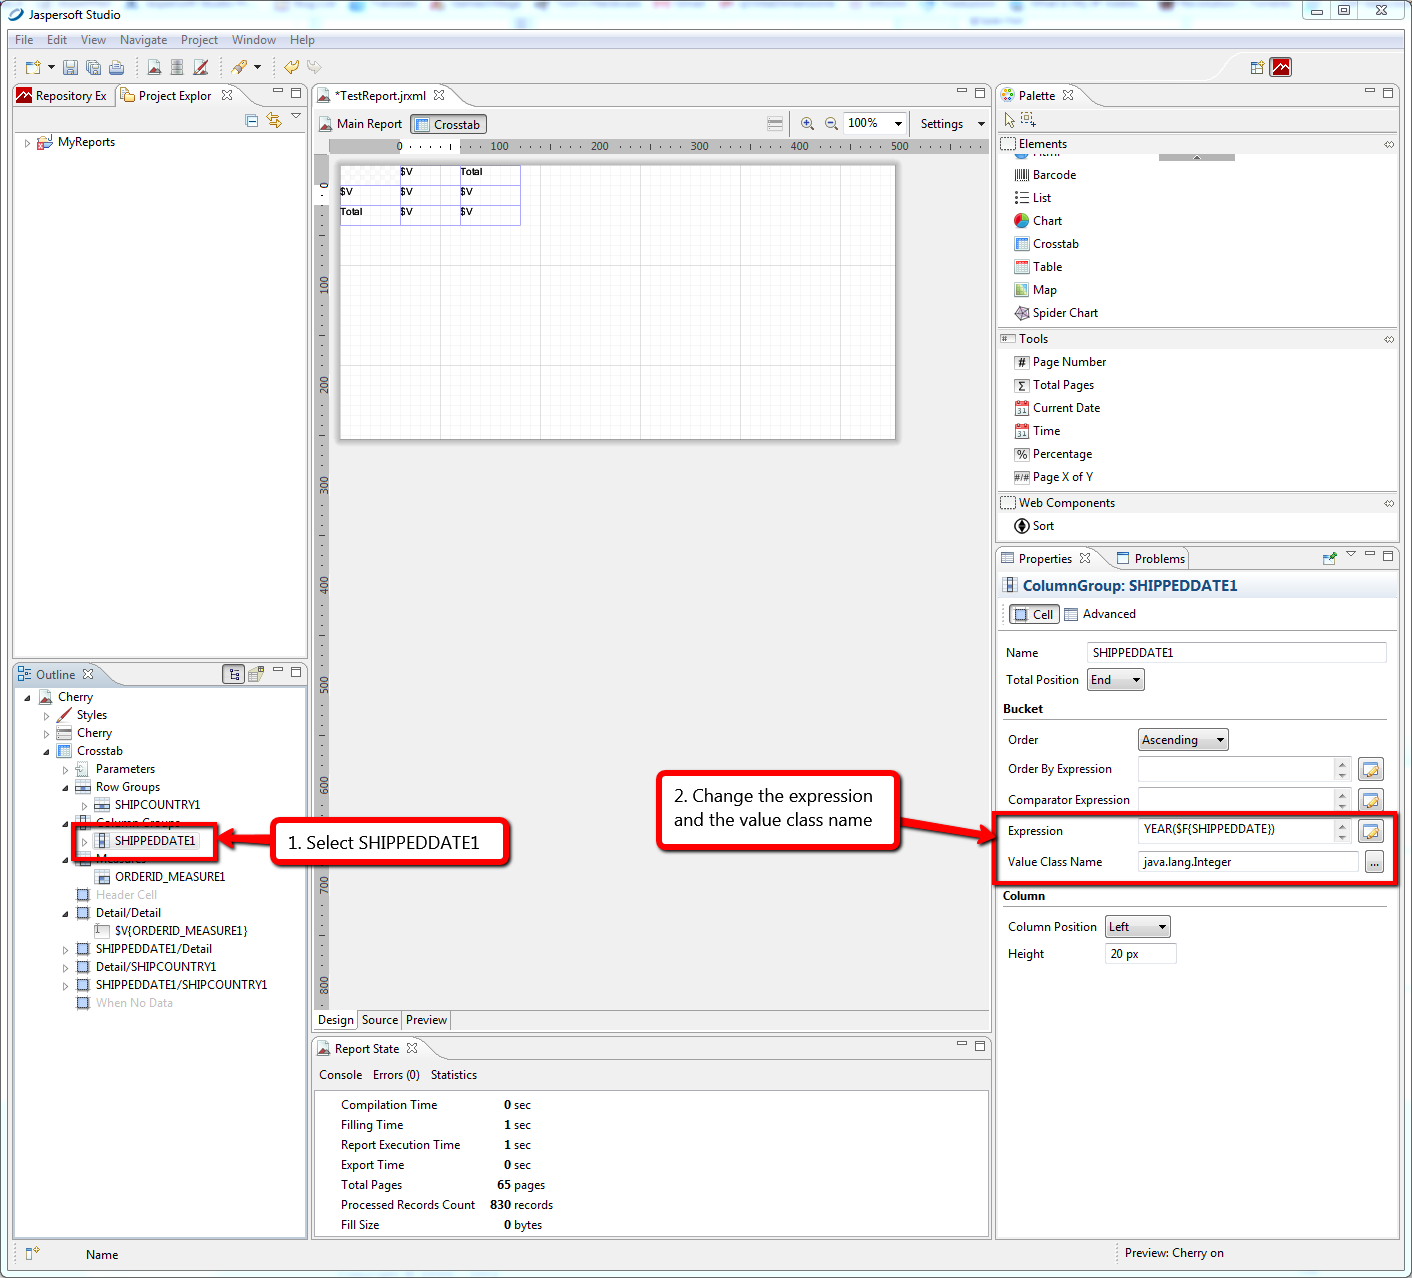 Jaspersoft Studio
File Edit View Navigate Project Window Help
Repository Ex Project Explor
MyReports
*TestReport.jrxml
Main Report Crosstab 100% Settings
0 100 200 300 400 500
0
100
200
300
400
500
600
700
800
$V Total
$V $V $V
Total $V $V
Design Source Preview
Palette
Elements
Barcode
List
Chart
Crosstab
Table
Map
Spider Chart
Tools
Page Number
Total Pages
Current Date
Time
Percentage
Page X of Y
Web Components
Sort
Outline
Cherry
Styles
Cherry
Crosstab
Parameters
Row Groups
SHIPCOUNTRY1
Column Groups
SHIPPEDDATE1
Measures
ORDERID_MEASURE1
Header Cell
Detail/Detail
$V{ORDERID_MEASURE1}
SHIPPEDDATE1/Detail
Detail/SHIPCOUNTRY1
SHIPPEDDATE1/SHIPCOUNTRY1
When No Data
1. Select SHIPPEDDATE1
2. Change the expression
and the value class name
Properties Problems
ColumnGroup: SHIPPEDDATE1
Cell Advanced
Name SHIPPEDDATE1
Total Position End
Bucket
Order Ascending
Order By Expression
Comparator Expression
Expression YEAR($F{SHIPPEDDATE})
Value Class Name java.lang.Integer ...
Column
Column Position Left
Height 20 px
Report State
Console Errors (0) Statistics
Compilation Time 0 sec
Filling Time 1 sec
Report Execution Time 1 sec
Export Time 0 sec
Total Pages 65 pages
Processed Records Count 830 records
Fill Size 0 bytes
Name
Preview: Cherry on